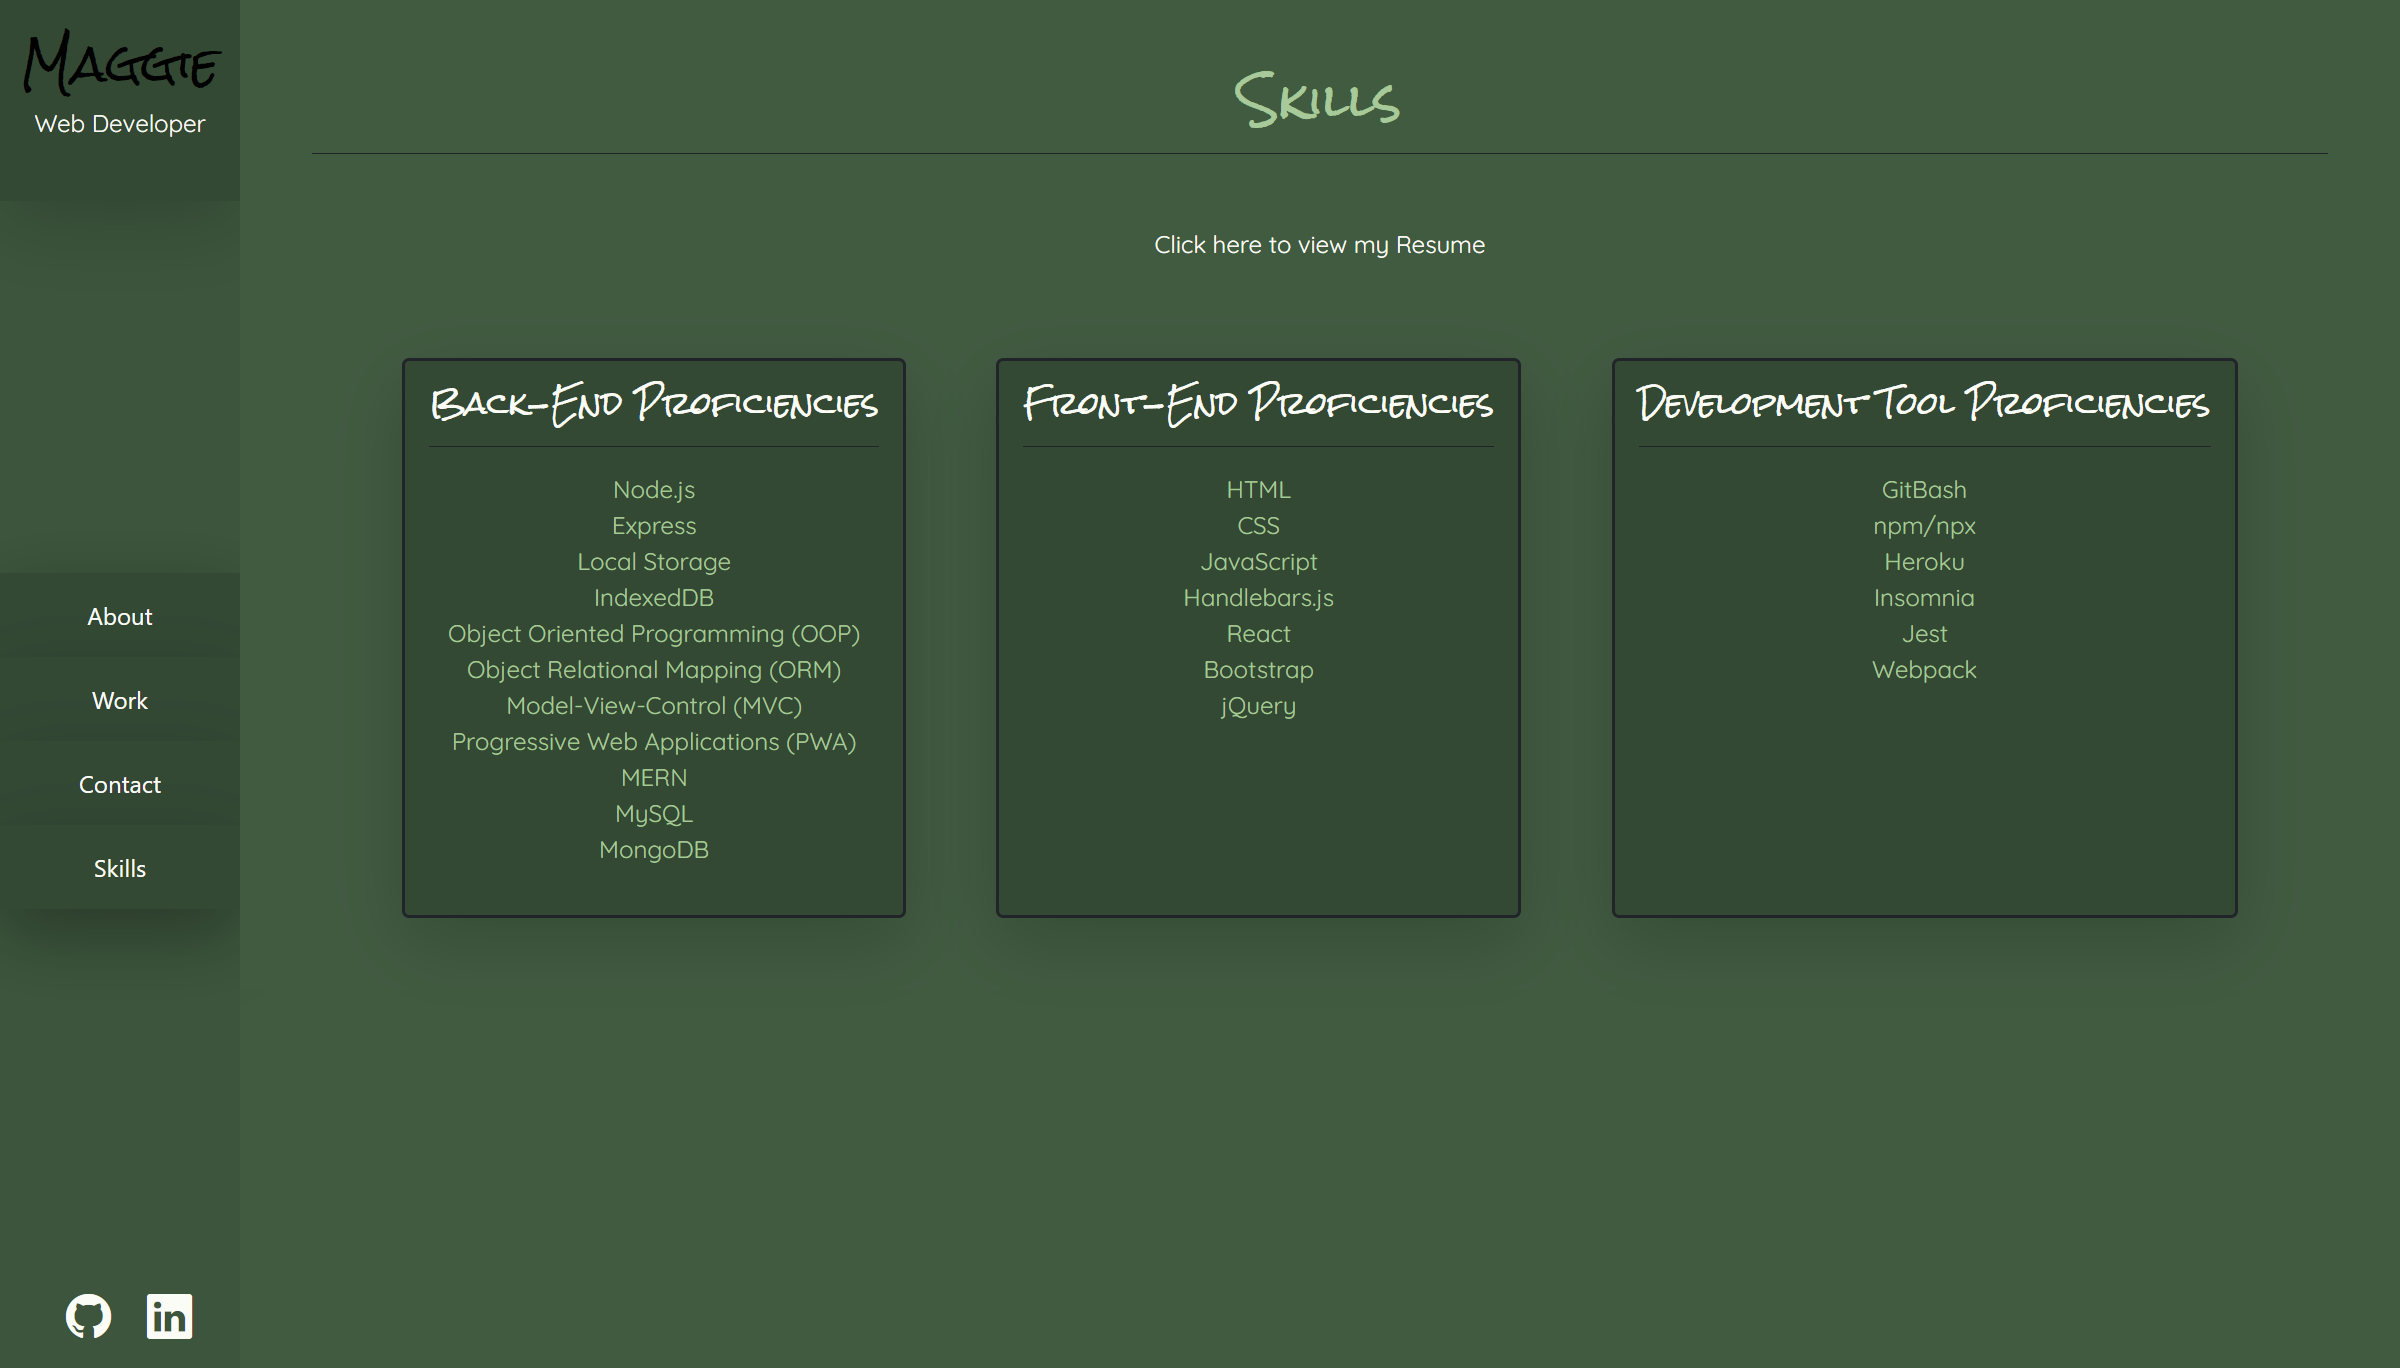 Maggie
Web Developer
About
Work
Contact
Skills
Skills
Click here to view my Resume
Back-End Proficiencies
Node.js
Express
Local Storage
IndexedDB
Object Oriented Programming (OOP)
Object Relational Mapping (ORM)
Model-View-Control (MVC)
Progressive Web Applications (PWA)
MERN
MySQL
MongoDB
Front-End Proficiencies
HTML
CSS
JavaScript
Handlebars.js
React
Bootstrap
jQuery
Development Tool Proficiencies
GitBash
npm/npx
Heroku
Insomnia
Jest
Webpack
in